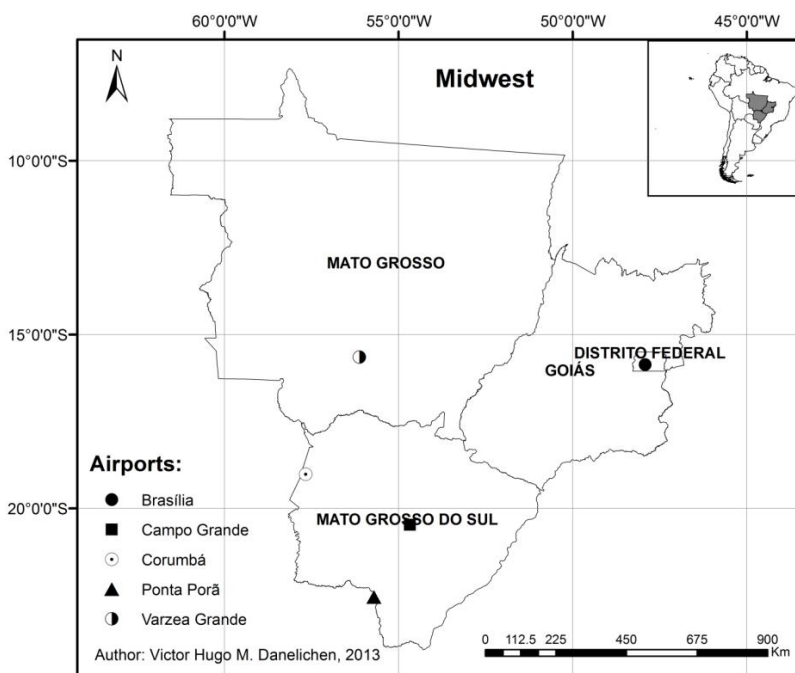 60°0'0"W 55°0'0"W 50°0'0"W 45°0'0"W
N
Midwest
10°0'0"S
MATO GROSSO
15°0'0"S
DISTRITO FEDERAL
GOIÁS
Airports:
Brasília
20°0'0"S
MATO GROSSO DO SUL
Campo Grande
Corumbá
Ponta Porã
Varzea Grande
0 112.5 225 450 675 900
Km
Author: Victor Hugo M. Danelichen, 2013